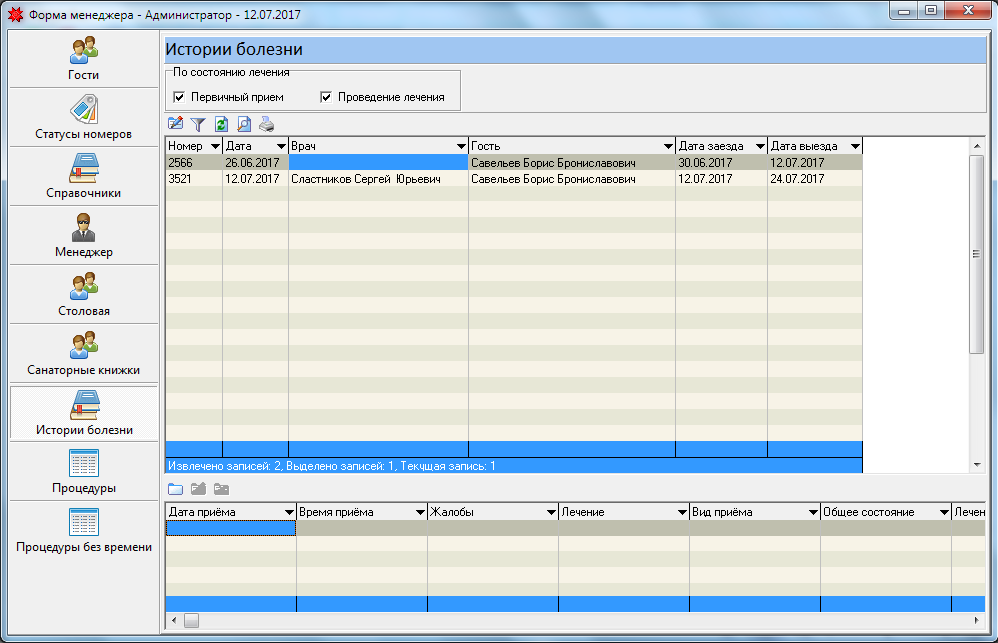 Форма менеджера - Администратор - 12.07.2017
Гости
Статусы номеров
Справочники
Менеджер
Столовая
Санаторные книжки
Истории болезни
Процедуры
Процедуры без времени
Истории болезни
По состоянию лечения
Первичный прием Проведение лечения
Номер Дата Врач Гость Дата заезда Дата выезда
2566 26.06.2017 Савельев Борис Брониславович 30.06.2017 12.07.2017
3521 12.07.2017 Сластников Сергей Юрьевич Савельев Борис Брониславович 12.07.2017 24.07.2017
Извлечено записей: 2, Выделено записей: 1, Текчщая запись: 1
Дата приёма Время приёма Жалобы Лечение Вид приёма Общее состояние Лечен